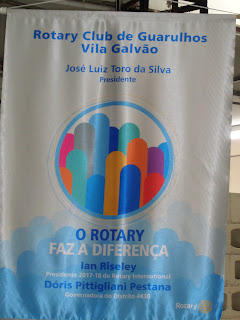 Rotary Club de Guarulhos
Vila Galvão
José Luiz Toro da Silva
Presidente
O ROTARY
FAZ A DIFERENÇA
Ian Riseley
Presidente 2017-18 do Rotary International
Dóris Pittigliani Pestana
Governadora do Distrito 4430
Rotary